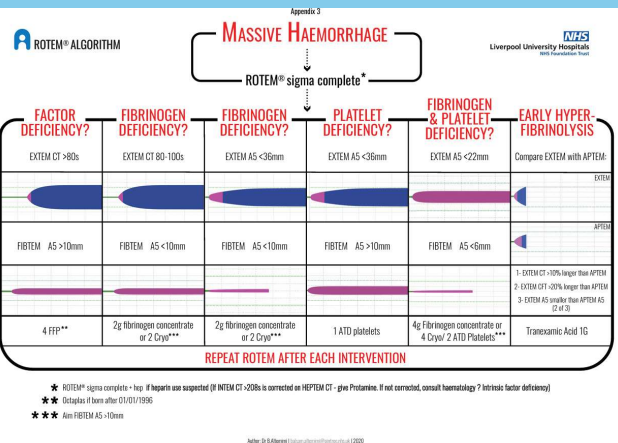 Appendix 3
ROTEM® ALGORITHM
MASSIVE HAEMORRHAGE
NHS
Liverpool University Hospitals
NHS Foundation Trust
ROTEM® sigma complete*
FACTOR
DEFICIENCY?
EXTEM CT >80s
FIBTEM A5 >10mm
4 FFP**
FIBRINOGEN
DEFICIENCY?
EXTEM CT 80-100s
FIBTEM A5 <10mm
2g fibrinogen concentrate
or 2 Cryo***
FIBRINOGEN
DEFICIENCY?
EXTEM A5 <36mm
FIBTEM A5 <10mm
2g fibrinogen concentrate
or 2 Cryo***
PLATELET
DEFICIENCY?
EXTEM A5 <36mm
FIBTEM A5 >10mm
1 ATD platelets
FIBRINOGEN
& PLATELET
DEFICIENCY?
EXTEM A5 <22mm
FIBTEM A5 <6mm
4g Fibrinogen concentrate or
4 Cryo/ 2 ATD Platelets***
EARLY HYPER-
FIBRINOLYSIS
Compare EXTEM with APTEM:
EXTEM
APTEM
1- EXTEM CT >10% longer than APTEM
2- EXTEM CFT >20% longer than APTEM
3- EXTEM A5 smaller than APTEM A5
(2 of 3)
Tranexamic Acid 1G
REPEAT ROTEM AFTER EACH INTERVENTION
* ROTEM® sigma complete + hep if heparin use suspected (If INTEM CT >208s is corrected on HEPTEM CT - give Protamine. If not corrected, consult haematology ? Intrinsic factor deficiency)
** Octaplas if born after 01/01/1996
*** Aim FIBTEM A5 >10mm
Author: Dr B | 2020